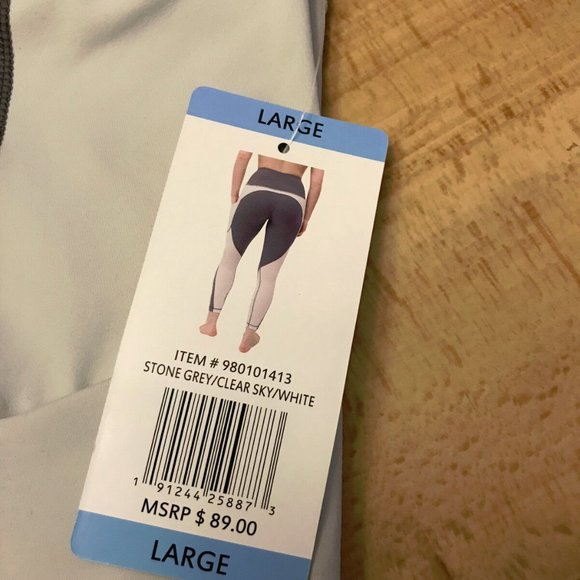 LARGE
ITEM # 980101413
STONE GREY/CLEAR SKY/WHITE
1 91244 25887 3
MSRP $ 89.00
LARGE